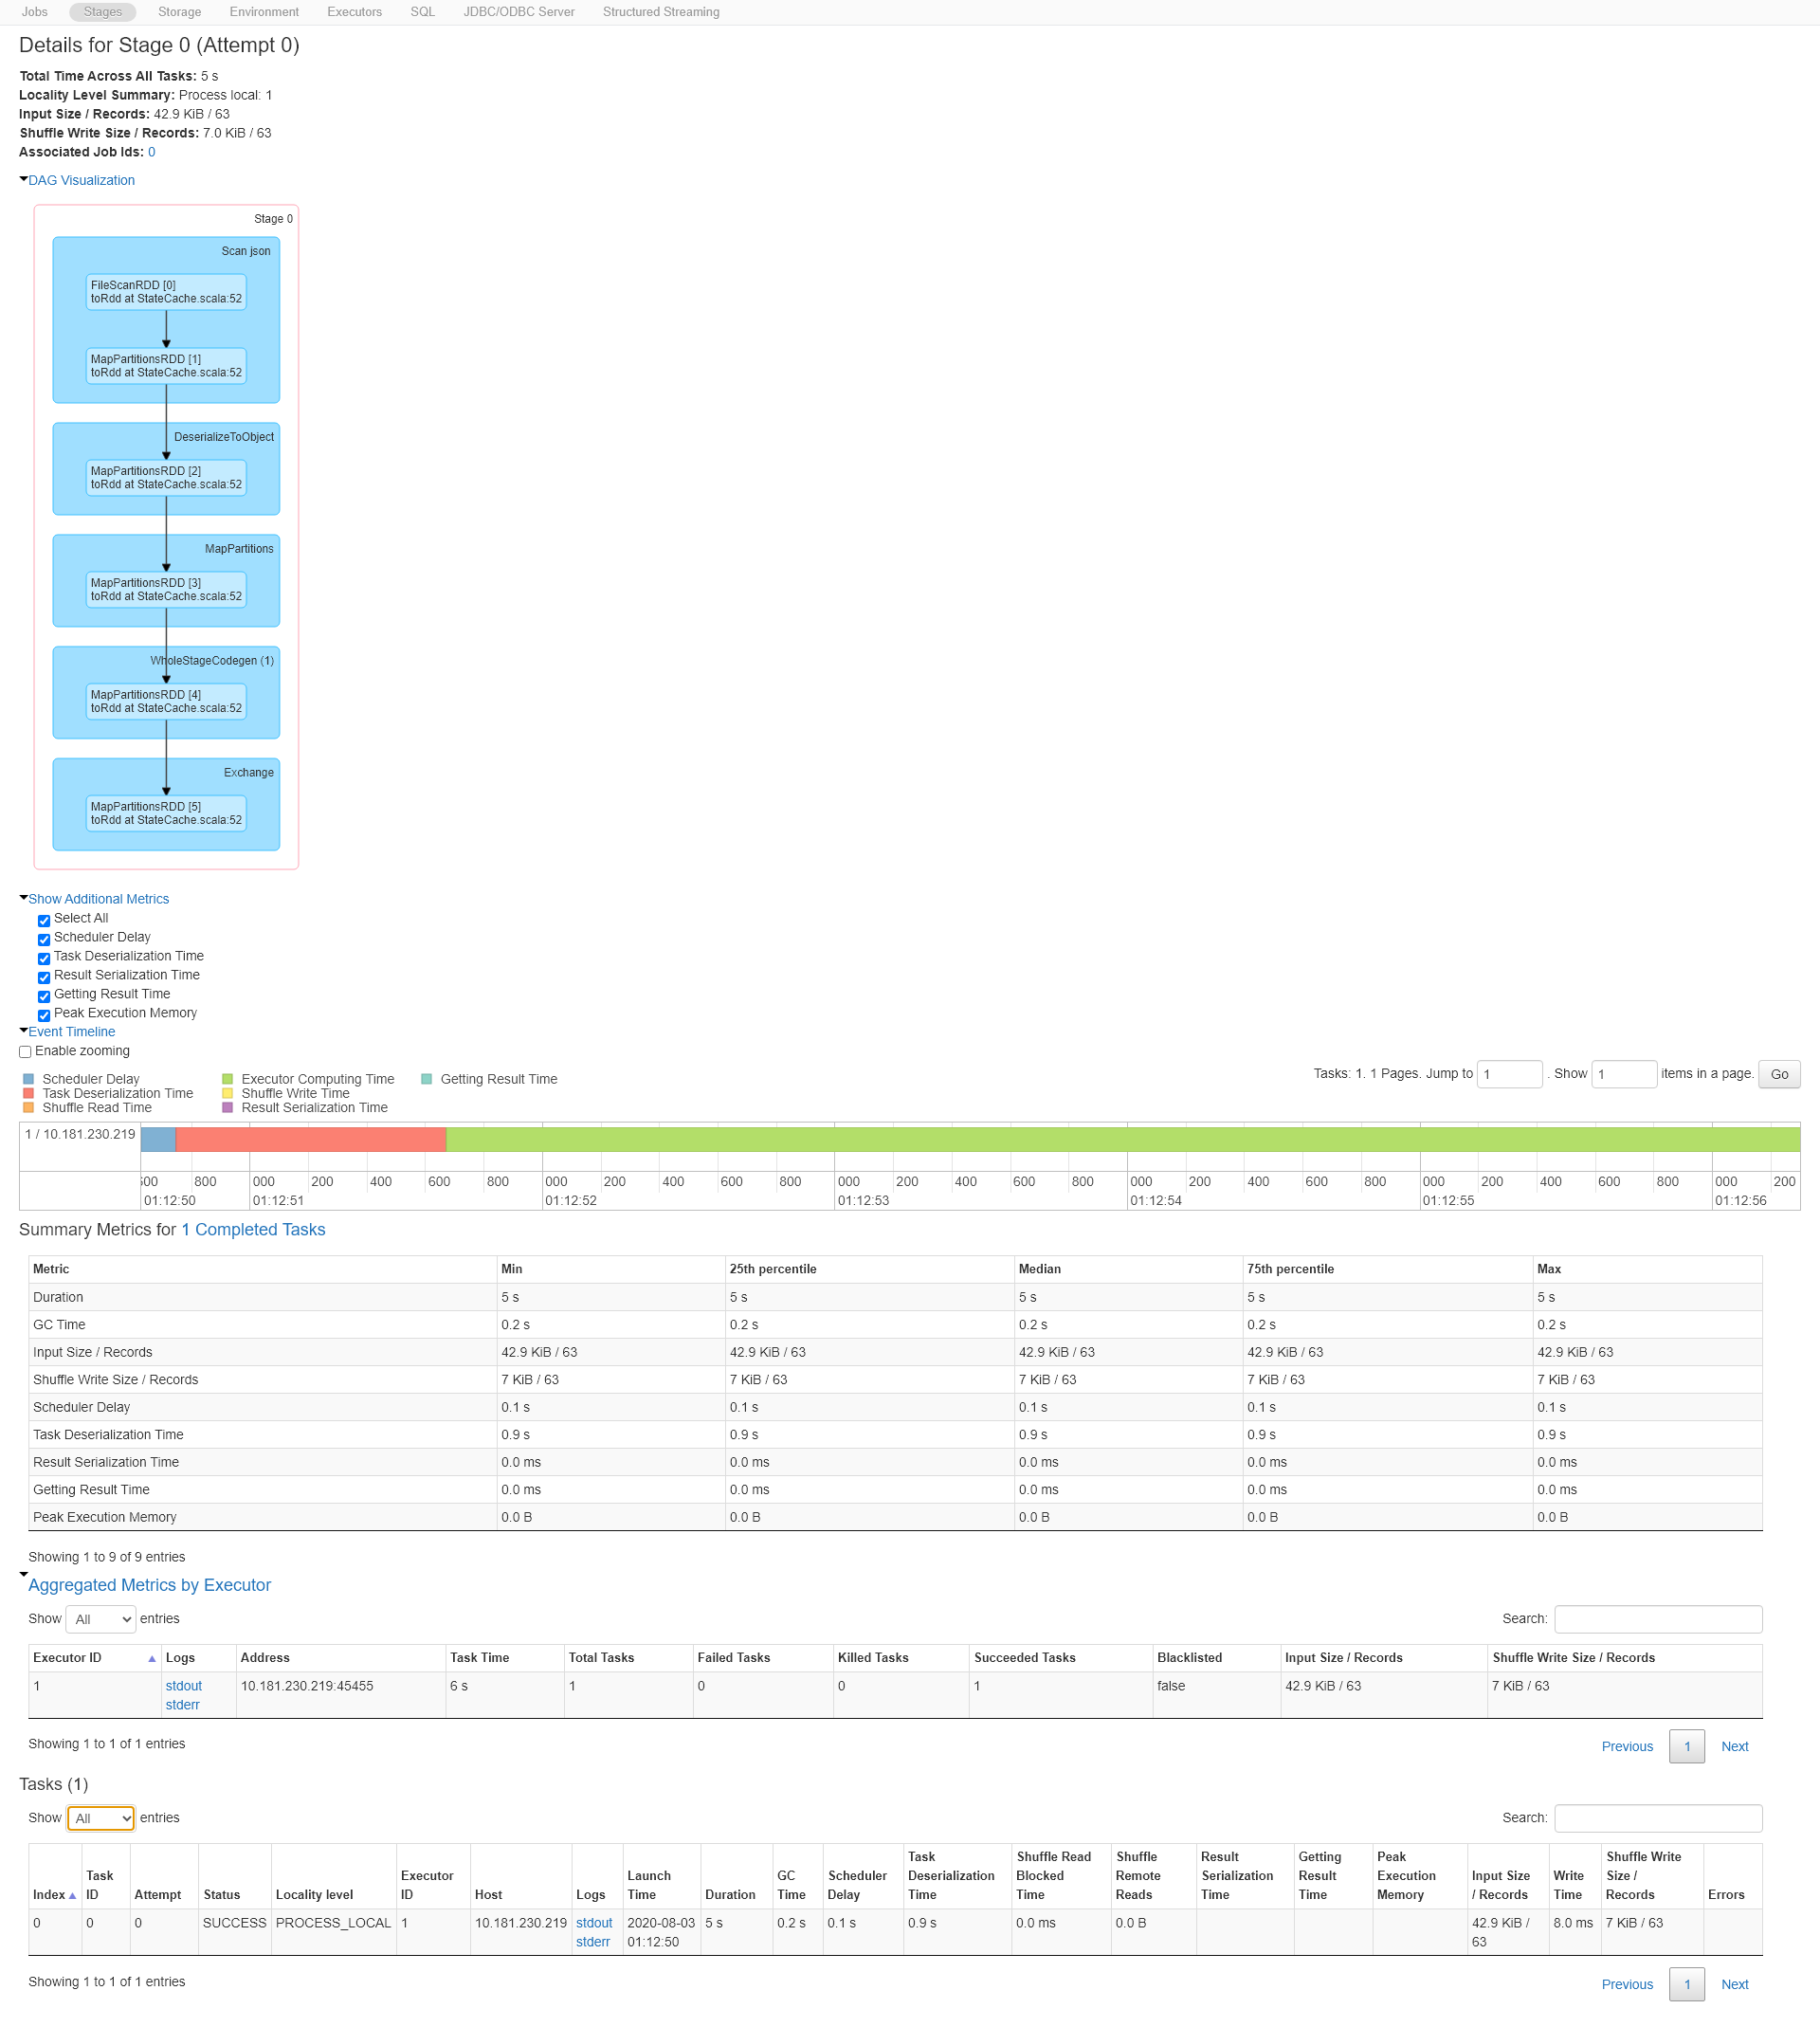 Jobs Stages Storage Environment Executors SQL JDBC/ODBC Server Structured Streaming
Details for Stage 0 (Attempt 0)
Total Time Across All Tasks: 5 s
Locality Level Summary: Process local: 1
Input Size / Records: 42.9 KiB / 63
Shuffle Write Size / Records: 7.0 KiB / 63
Associated Job Ids: 0
DAG Visualization
Stage 0
Scan json
FileScanRDD [0]
toRdd at StateCache.scala:52
MapPartitionsRDD [1]
toRdd at StateCache.scala:52
DeserializeToObject
MapPartitionsRDD [2]
toRdd at StateCache.scala:52
MapPartitions
MapPartitionsRDD [3]
toRdd at StateCache.scala:52
WholeStageCodegen (1)
MapPartitionsRDD [4]
toRdd at StateCache.scala:52
Exchange
MapPartitionsRDD [5]
toRdd at StateCache.scala:52
Show Additional Metrics
Select All
Scheduler Delay
Task Deserialization Time
Result Serialization Time
Getting Result Time
Peak Execution Memory
Event Timeline
Enable zooming
Tasks: 1. 1 Pages. Jump to 1 . Show 1 items in a page. Go
Scheduler Delay Executor Computing Time Getting Result Time
Task Deserialization Time Shuffle Write Time
Shuffle Read Time Result Serialization Time
1 / 10.181.230.219
600 800 000 200 400 600 800 000 200 400 600 800 000 200 400 600 800 000 200 400 600 800 000 200 400 600 800 000 200
01:12:50 01:12:51 01:12:52 01:12:53 01:12:54 01:12:55 01:12:56
Summary Metrics for 1 Completed Tasks
Metric Min 25th percentile Median 75th percentile Max
Duration 5 s 5 s 5 s 5 s 5 s
GC Time 0.2 s 0.2 s 0.2 s 0.2 s 0.2 s
Input Size / Records 42.9 KiB / 63 42.9 KiB / 63 42.9 KiB / 63 42.9 KiB / 63 42.9 KiB / 63
Shuffle Write Size / Records 7 KiB / 63 7 KiB / 63 7 KiB / 63 7 KiB / 63 7 KiB / 63
Scheduler Delay 0.1 s 0.1 s 0.1 s 0.1 s 0.1 s
Task Deserialization Time 0.9 s 0.9 s 0.9 s 0.9 s 0.9 s
Result Serialization Time 0.0 ms 0.0 ms 0.0 ms 0.0 ms 0.0 ms
Getting Result Time 0.0 ms 0.0 ms 0.0 ms 0.0 ms 0.0 ms
Peak Execution Memory 0.0 B 0.0 B 0.0 B 0.0 B 0.0 B
Showing 1 to 9 of 9 entries
Aggregated Metrics by Executor
Show All entries Search:
Executor ID Logs Address Task Time Total Tasks Failed Tasks Killed Tasks Succeeded Tasks Blacklisted Input Size / Records Shuffle Write Size / Records
1 stdout 10.181.230.219:45455 6 s 1 0 0 1 false 42.9 KiB / 63 7 KiB / 63
stderr
Showing 1 to 1 of 1 entries Previous 1 Next
Tasks (1)
Show All entries Search:
Task Shuffle Read Shuffle Result Getting Peak Shuffle Write
Task Executor Launch GC Scheduler Deserialization Blocked Remote Serialization Result Execution Input Size Write Size /
Index ID Attempt Status Locality level ID Host Logs Time Duration Time Delay Time Time Reads Time Time Memory / Records Time Records Errors
0 0 0 SUCCESS PROCESS_LOCAL 1 10.181.230.219 stdout 2020-08-03 5 s 0.2 s 0.1 s 0.9 s 0.0 ms 0.0 B 42.9 KiB / 8.0 ms 7 KiB / 63
stderr 01:12:50 63
Showing 1 to 1 of 1 entries Previous 1 Next